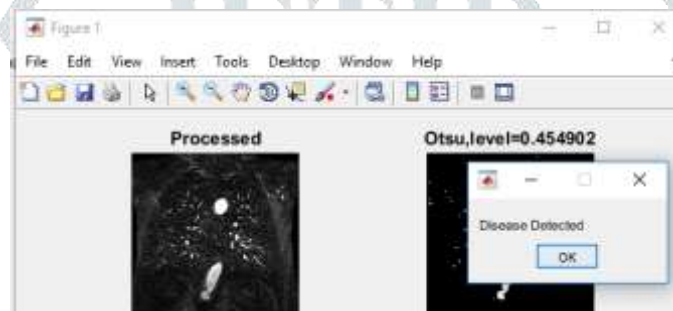 Figure 1
File Edit View Insert Tools Desktop Window Help
Processed
Otsu,level=0.454902
Disease Detected
OK